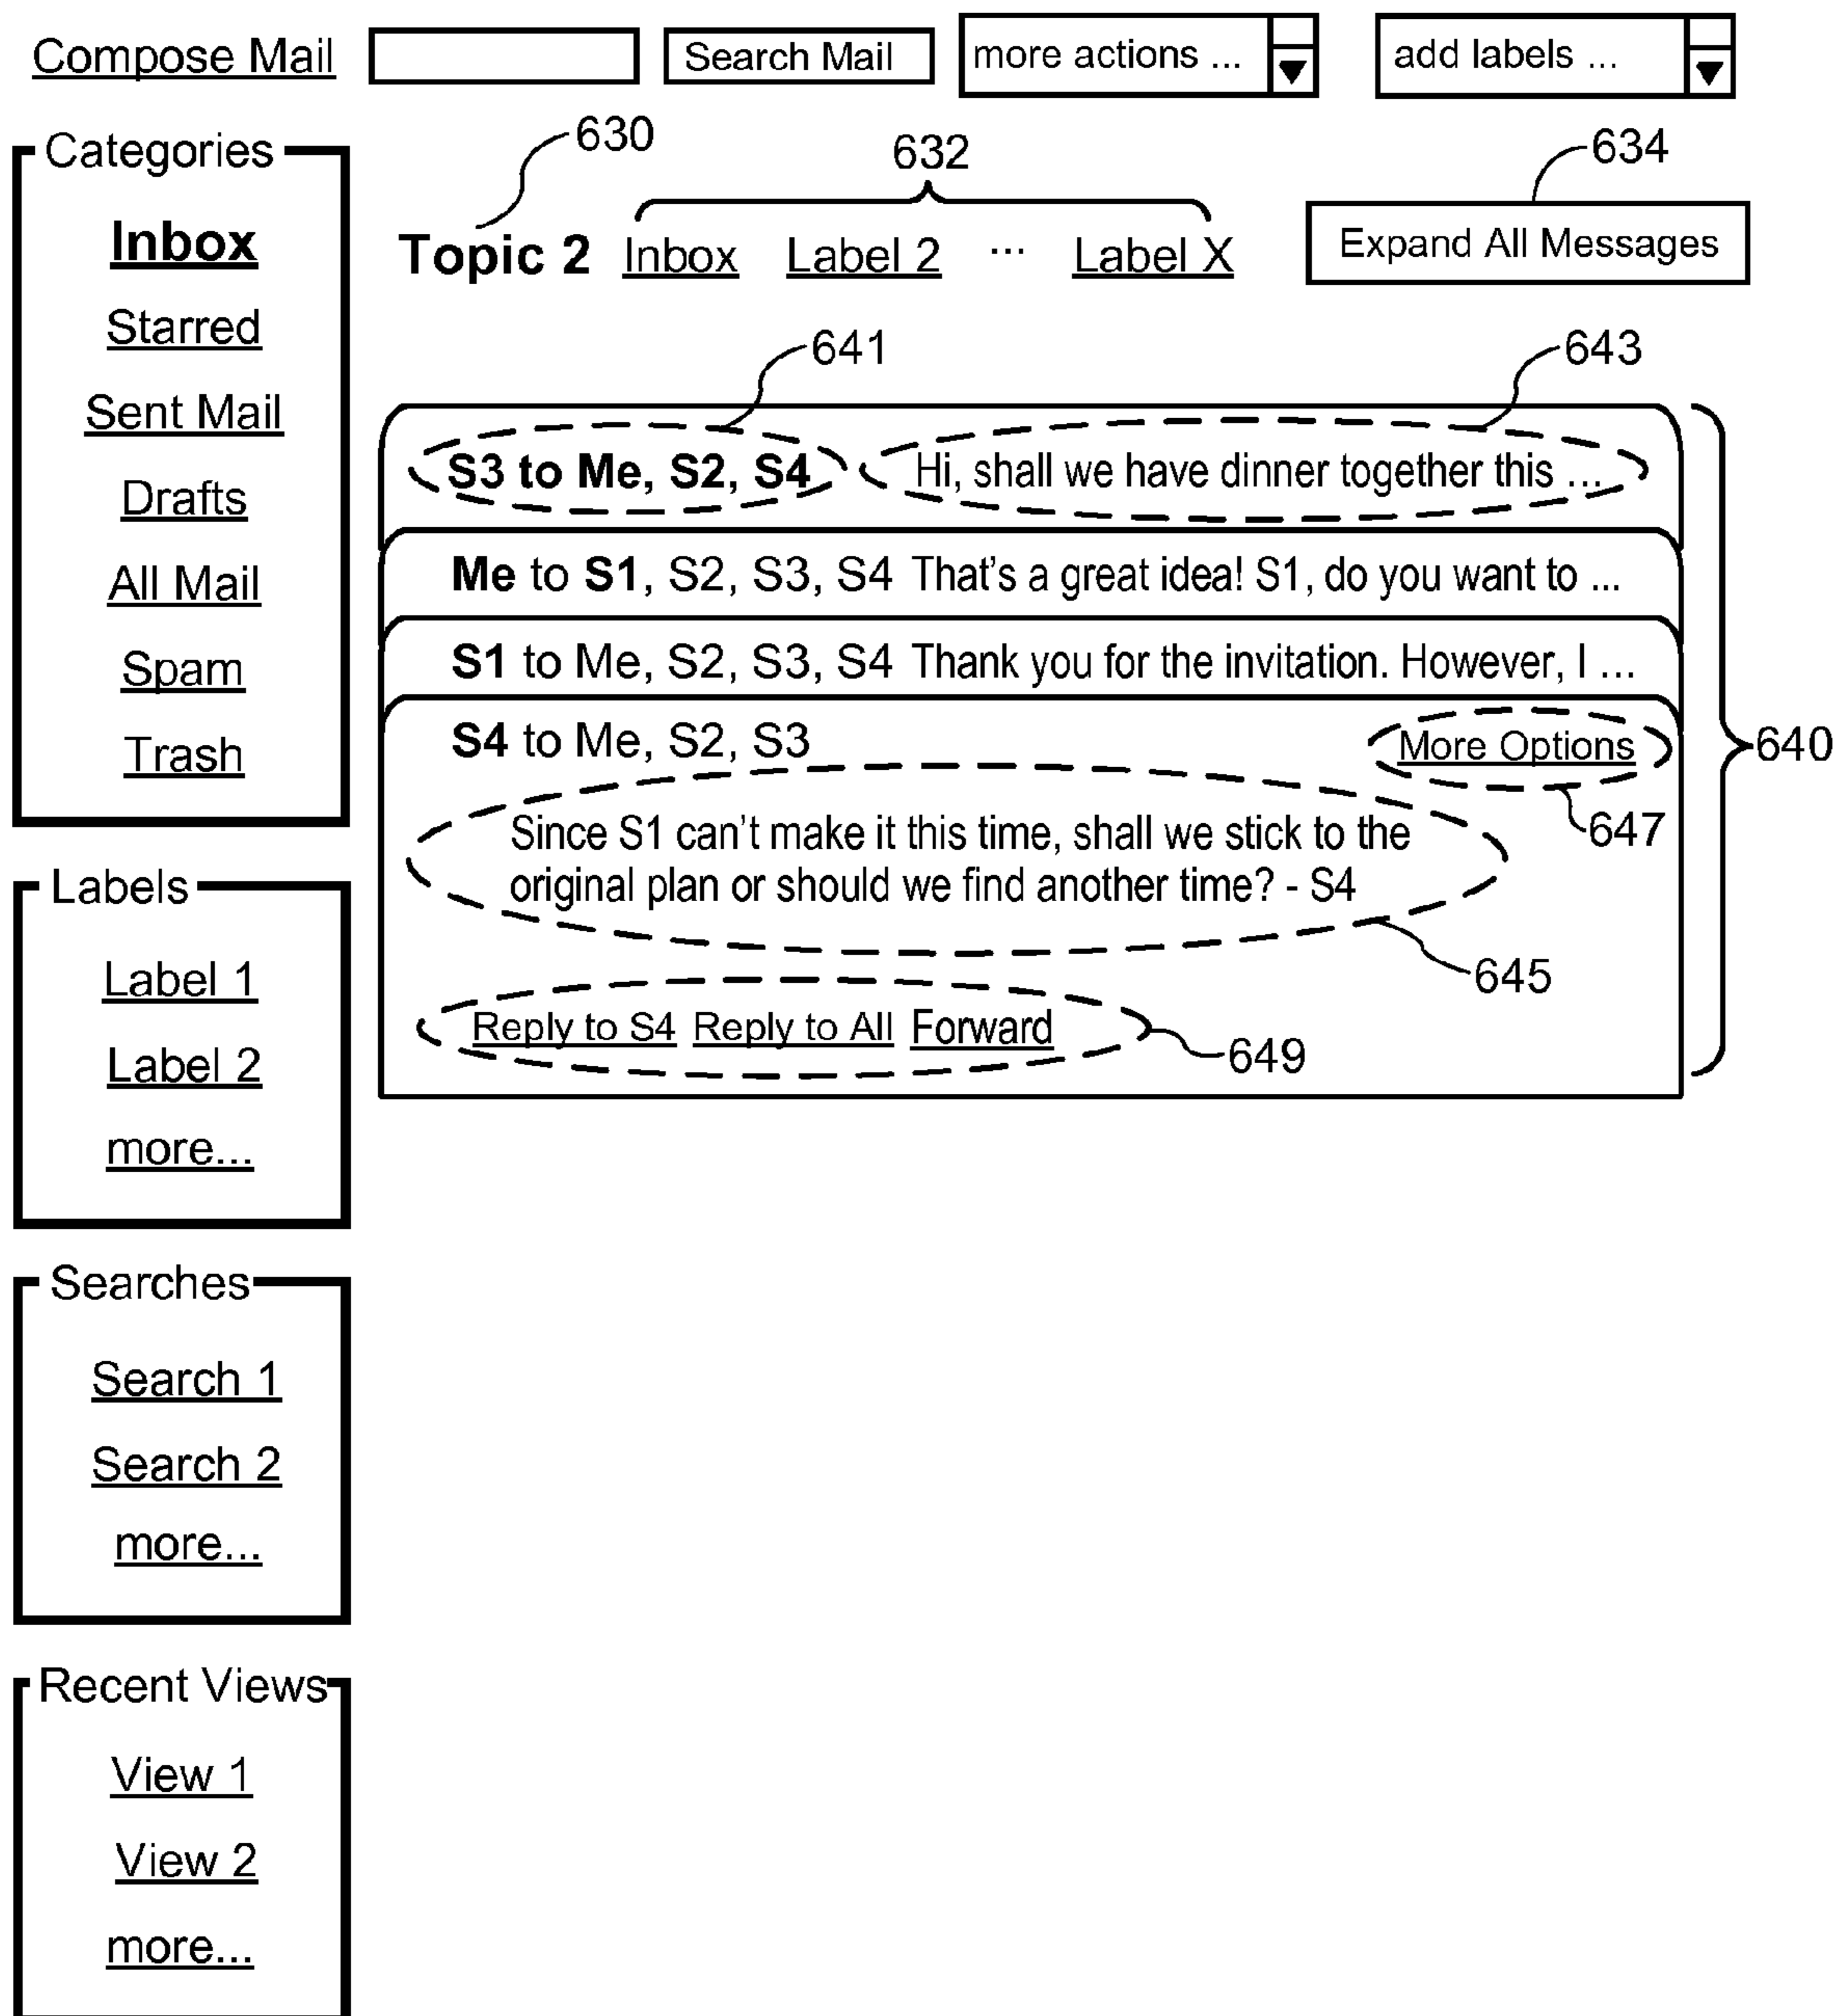 Compose Mail Search Mail more actions ... add labels ...
630 632 634
Categories
Inbox
Starred
Sent Mail
Drafts
All Mail
Spam
Trash
Topic 2 Inbox Label 2 ... Label X Expand All Messages
641 643
S3 to Me, S2, S4 Hi, shall we have dinner together this ...
Me to S1, S2, S3, S4 That's a great idea! S1, do you want to ...
S1 to Me, S2, S3, S4 Thank you for the invitation. However, I ...
S4 to Me, S2, S3 More Options
640
647
Since S1 can't make it this time, shall we stick to the
original plan or should we find another time? - S4
645
Reply to S4 Reply to All Forward
649
Labels
Label 1
Label 2
more...
Searches
Search 1
Search 2
more...
Recent Views
View 1
View 2
more...